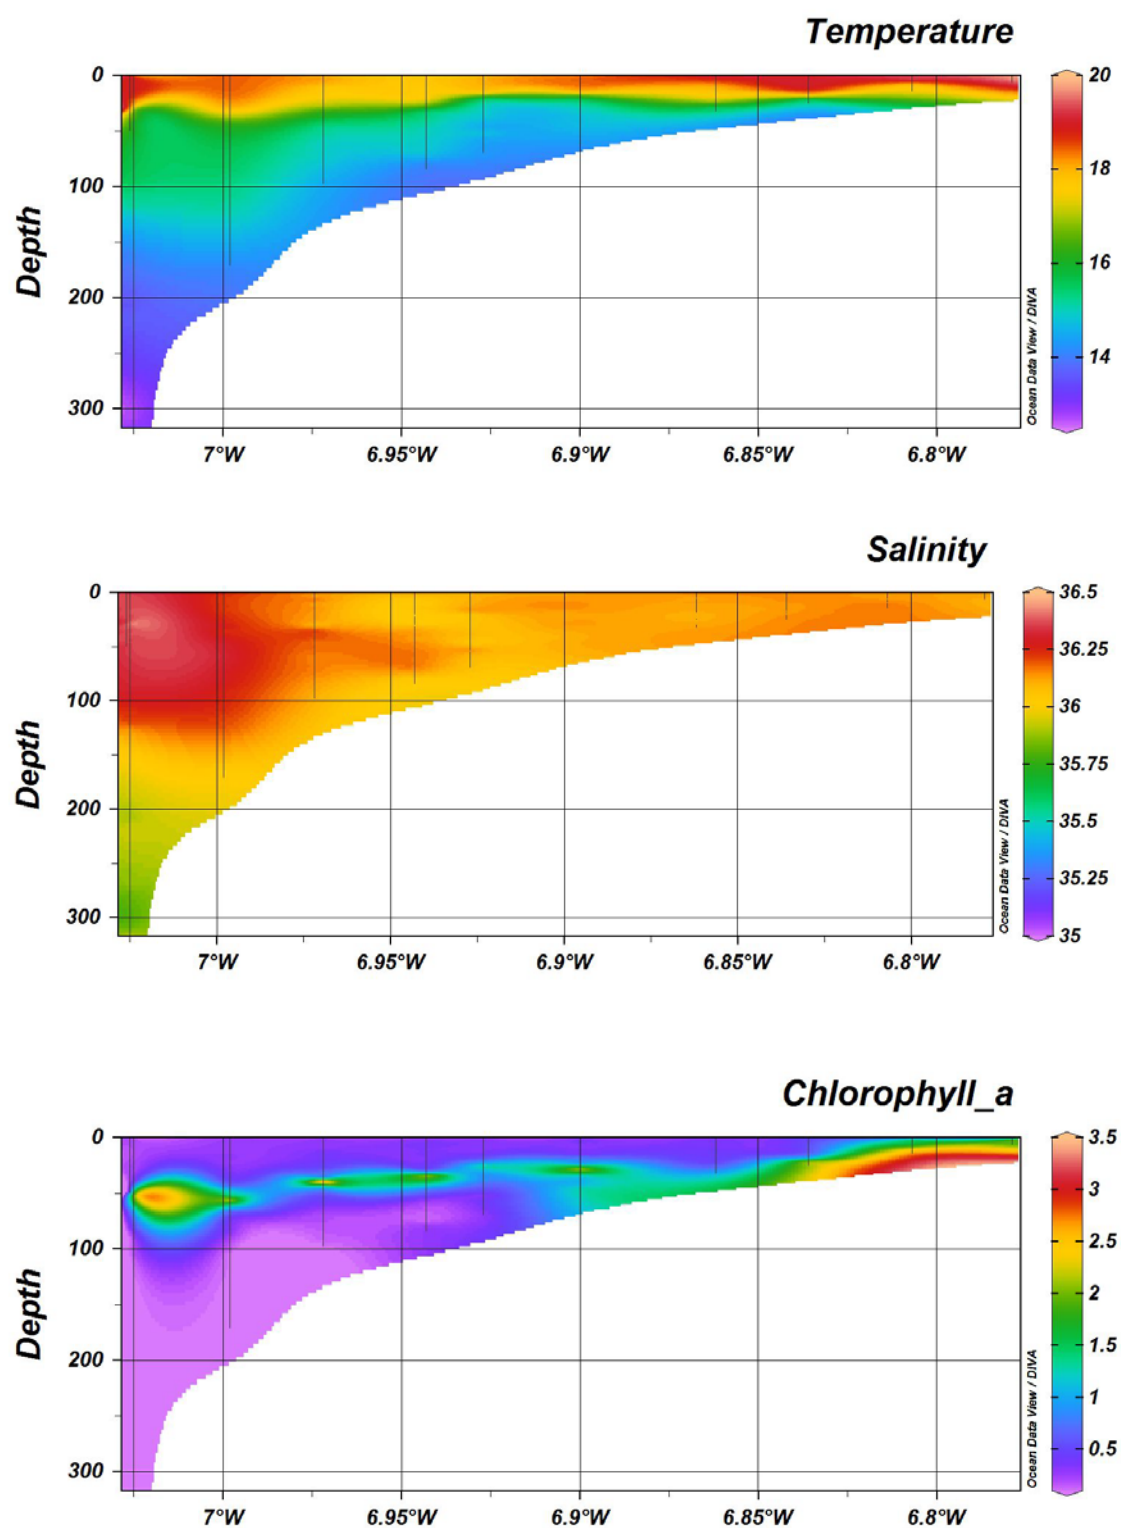 Temperature
0
100
200
300
Depth
7°W
6.95°W
6.9°W
6.85°W
6.8°W
Ocean Data View / DIVA
20
18
16
14
Salinity
0
100
200
300
Depth
7°W
6.95°W
6.9°W
6.85°W
6.8°W
Ocean Data View / DIVA
36.5
36.25
36
35.75
35.5
35.25
35
Chlorophyll_a
0
100
200
300
Depth
7°W
6.95°W
6.9°W
6.85°W
6.8°W
Ocean Data View / DIVA
3.5
3
2.5
2
1.5
1
0.5